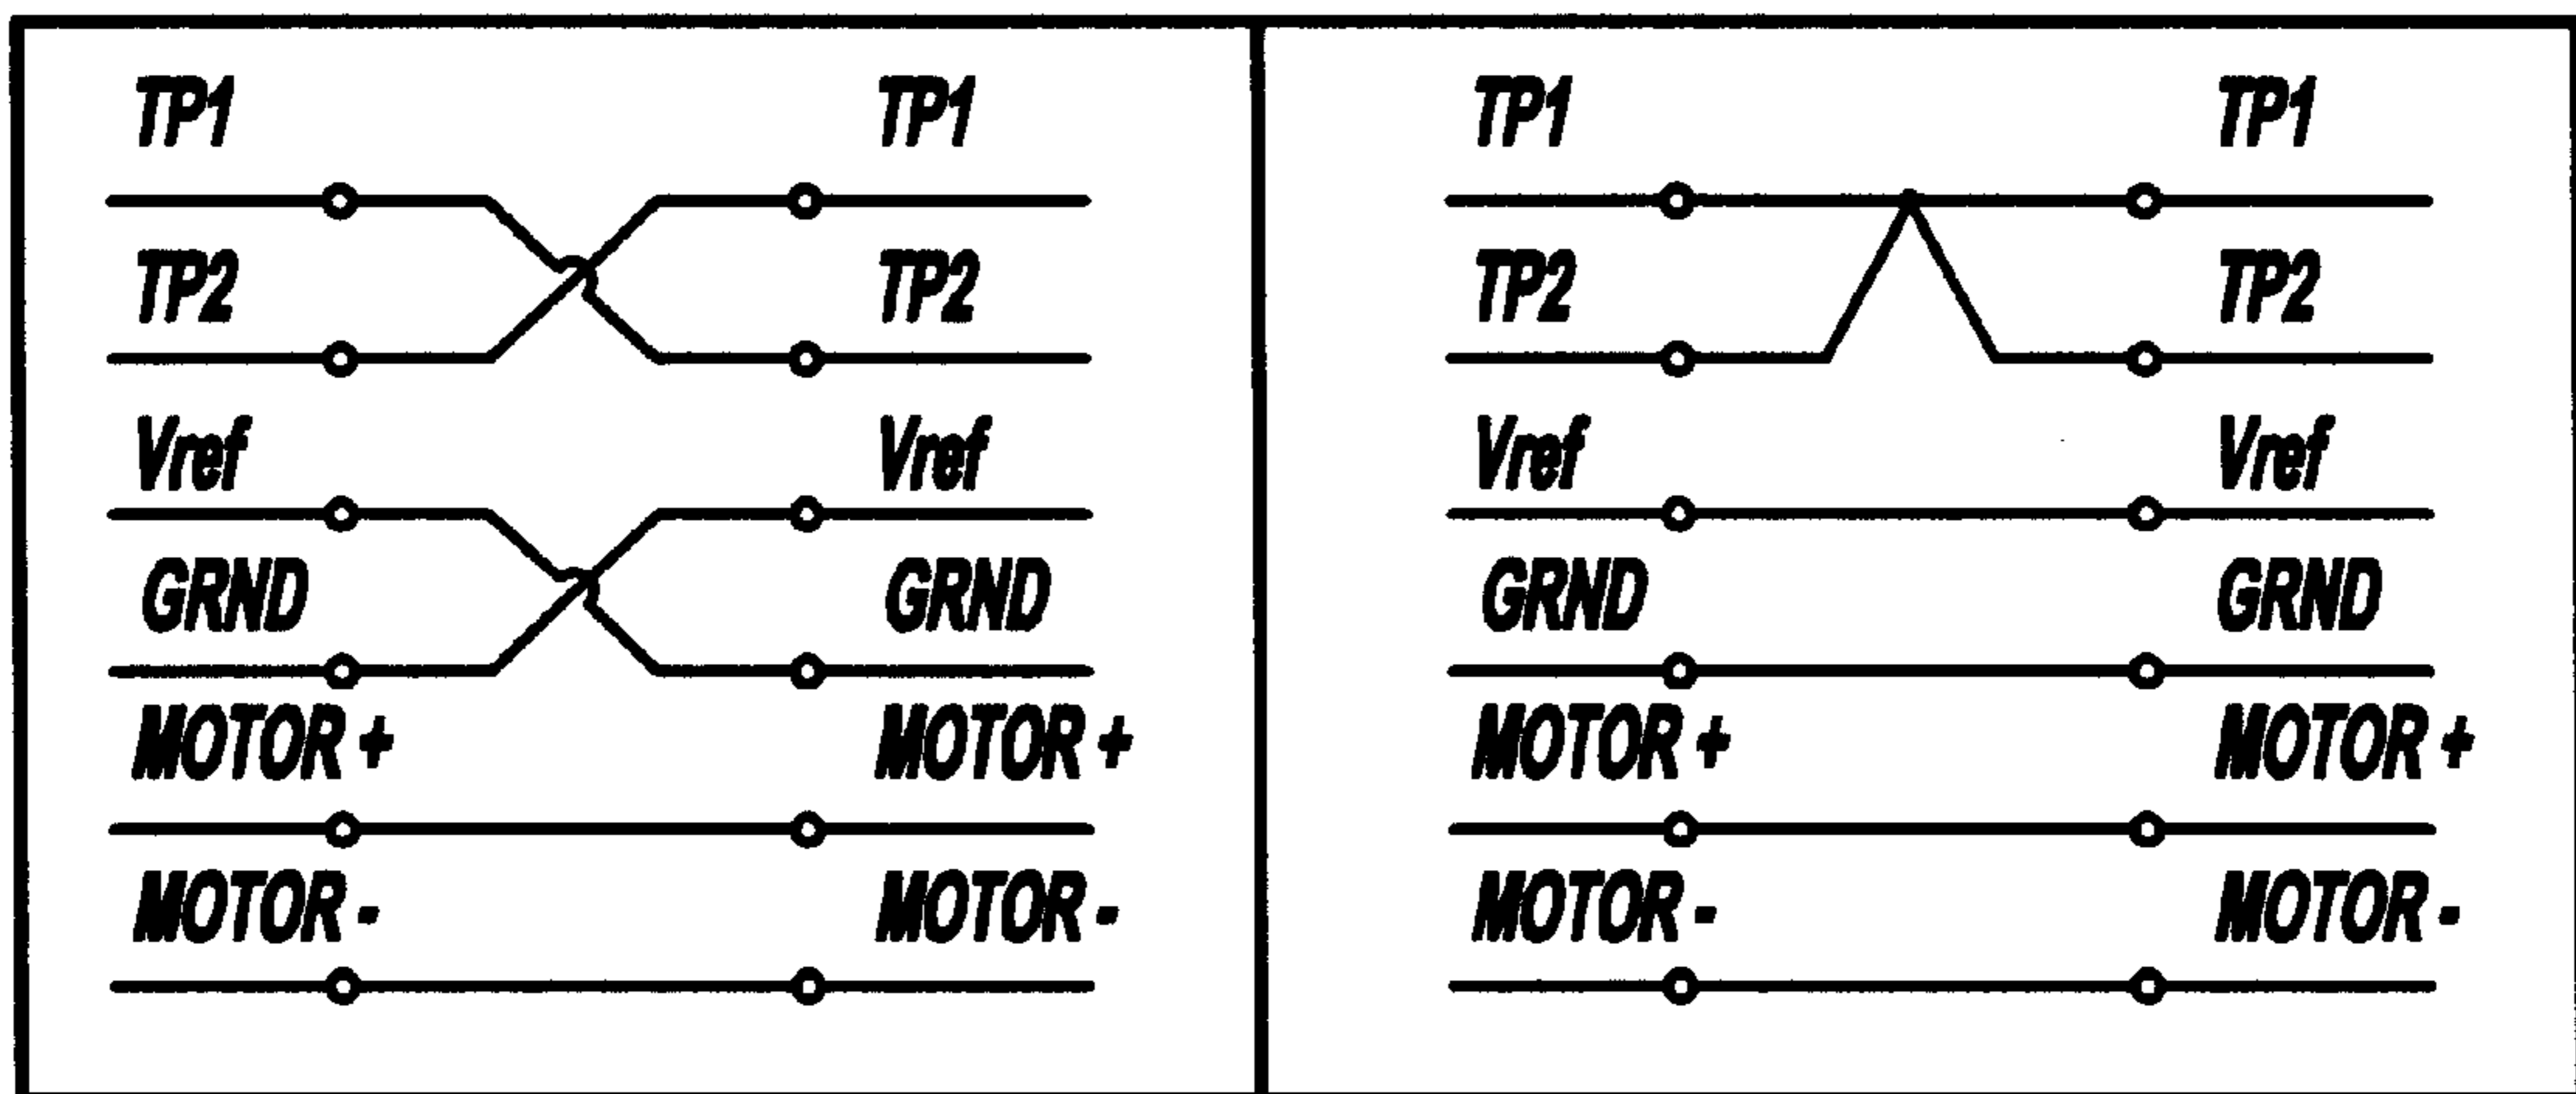 TP1 TP1
TP2 TP2
Vref Vref
GRND GRND
MOTOR + MOTOR +
MOTOR - MOTOR -
TP1 TP1
TP2 TP2
Vref Vref
GRND GRND
MOTOR + MOTOR +
MOTOR - MOTOR -